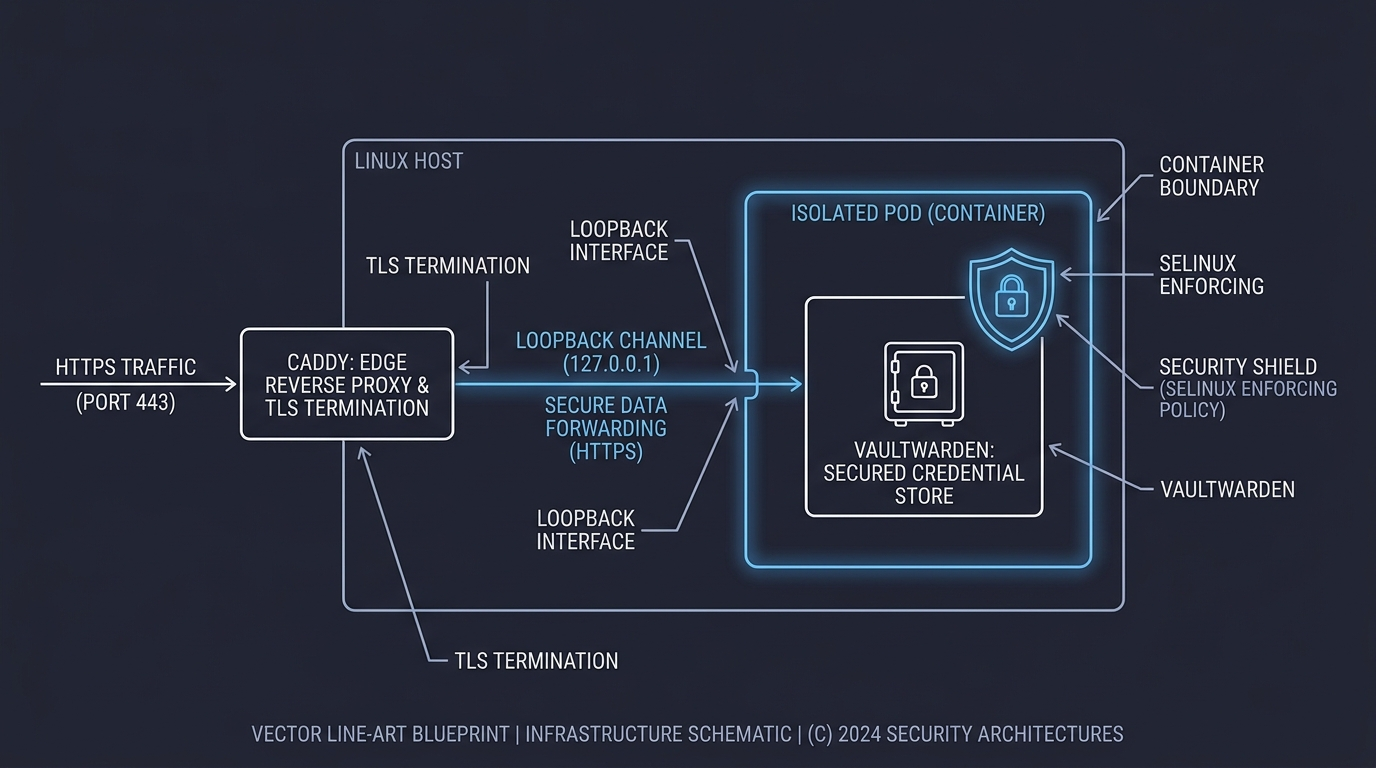 LINUX HOST
CONTAINER
BOUNDARY
ISOLATED POD (CONTAINER)
LOOPBACK
INTERFACE
TLS TERMINATION
SELINUX
ENFORCING
LOOPBACK CHANNEL
(127.0.0.1)
HTTPS TRAFFIC
(PORT 443)
CADDY: EDGE
REVERSE PROXY &
TLS TERMINATION
SECURE DATA
FORWARDING
(HTTPS)
SECURITY SHIELD
(SELINUX ENFORCING
POLICY)
VAULTWARDEN:
SECURED CREDENTIAL
STORE
VAULTWARDEN
LOOPBACK
INTERFACE
TLS TERMINATION
VECTOR LINE-ART BLUEPRINT | INFRASTRUCTURE SCHEMATIC | (C) 2024 SECURITY ARCHITECTURES